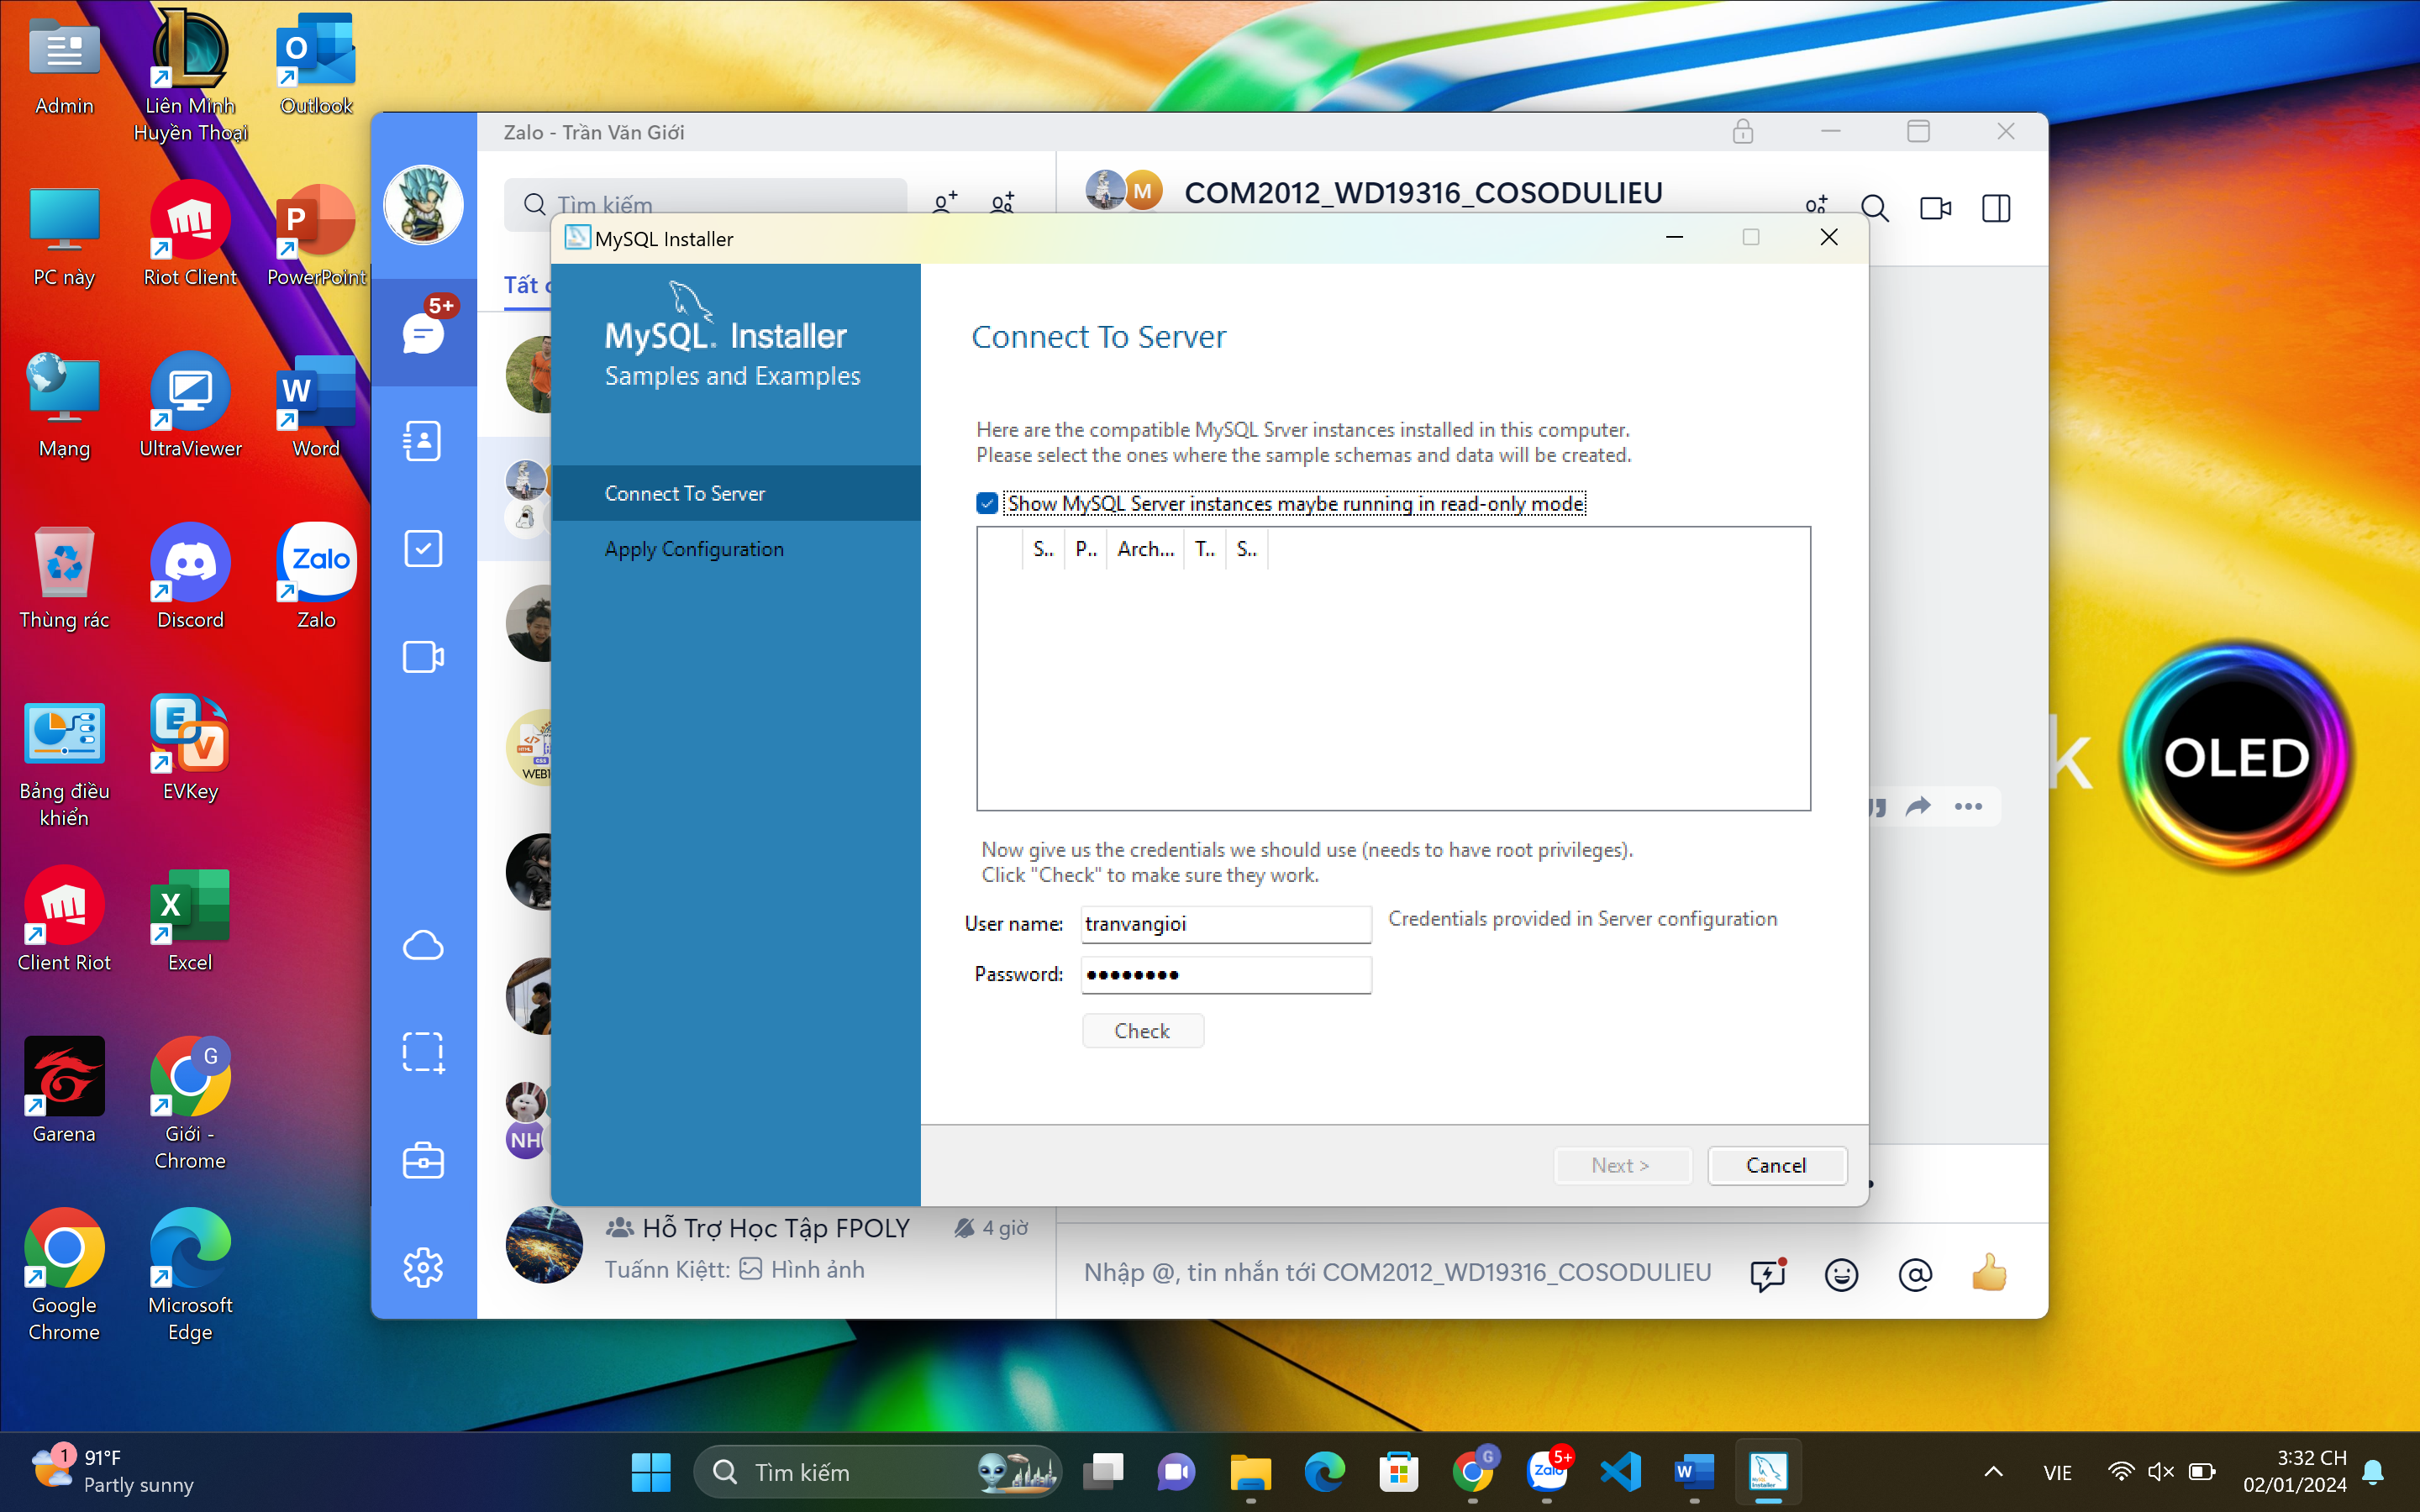 Admin
Liên Minh
Huyền Thoại
Outlook
PC này
Riot Client
PowerPoint
Mạng
UltraViewer
Word
Thùng rác
Discord
Zalo
Bảng điều
khiển
EVKey
Client Riot
Excel
Garena
Giới -
Chrome
Google
Chrome
Microsoft
Edge
Zalo - Trần Văn Giới
Tìm kiếm
Tất
5+
M
COM2012_WD19316_COSODULIEU
MySQL Installer
MySQL. Installer
Samples and Examples
Connect To Server
Apply Configuration
Connect To Server
Here are the compatible MySQL Srver instances installed in this computer.
Please select the ones where the sample schemas and data will be created.
Show MySQL Server instances maybe running in read-only mode
S.. P.. Arch... T.. S..
Now give us the credentials we should use (needs to have root privileges).
Click "Check" to make sure they work.
User name: tranvangioi Credentials provided in Server configuration
Password: ••••••••
Check
Next > Cancel
NH
Hỗ Trợ Học Tập FPOLY 4 giờ
Tuấnn Kiệtt: Hình ảnh
Nhập @, tin nhắn tới COM2012_WD19316_COSODULIEU
K
OLED
1
91°F
Partly sunny
Tìm kiếm
G
Zalo
5+
VIE
3:32 CH
02/01/2024